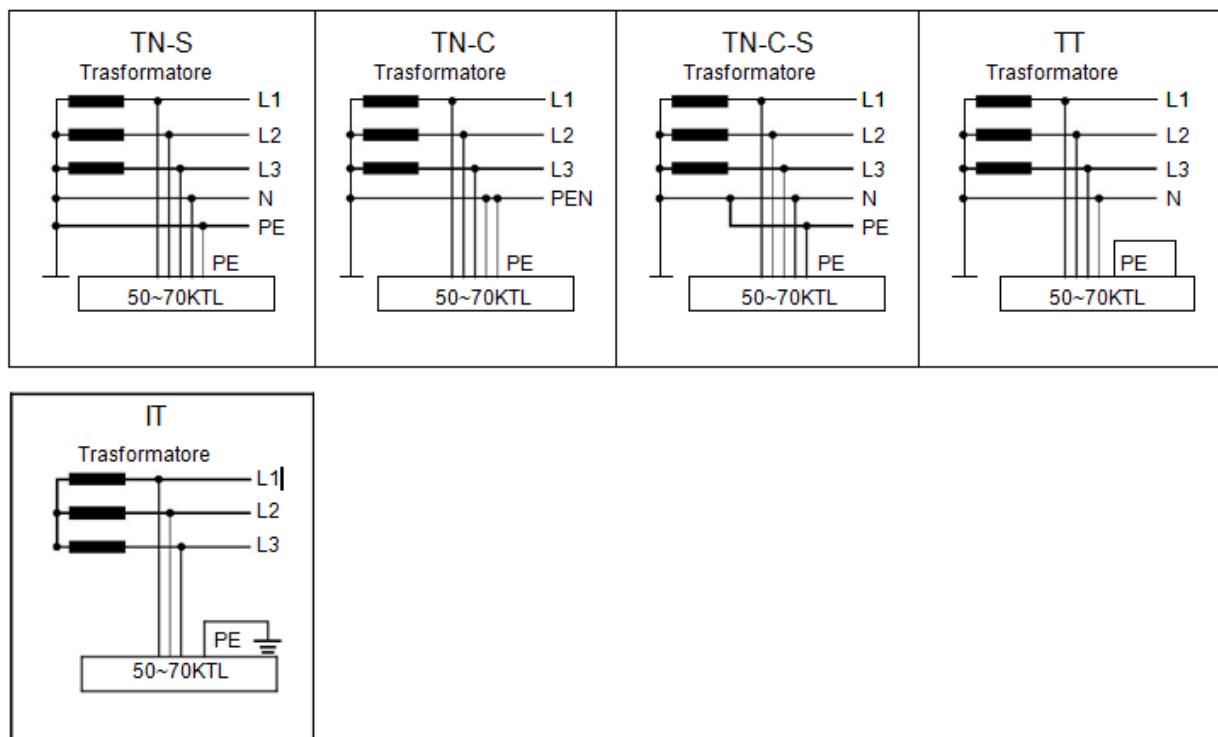 TN-S
Trasformatore
L1
L2
L3
N
PE
PE
50~70KTL
TN-C
Trasformatore
L1
L2
L3
PEN
PE
50~70KTL
TN-C-S
Trasformatore
L1
L2
L3
N
PE
PE
50~70KTL
TT
Trasformatore
L1
L2
L3
N
PE
50~70KTL
IT
Trasformatore
L1
L2
L3
PE
50~70KTL